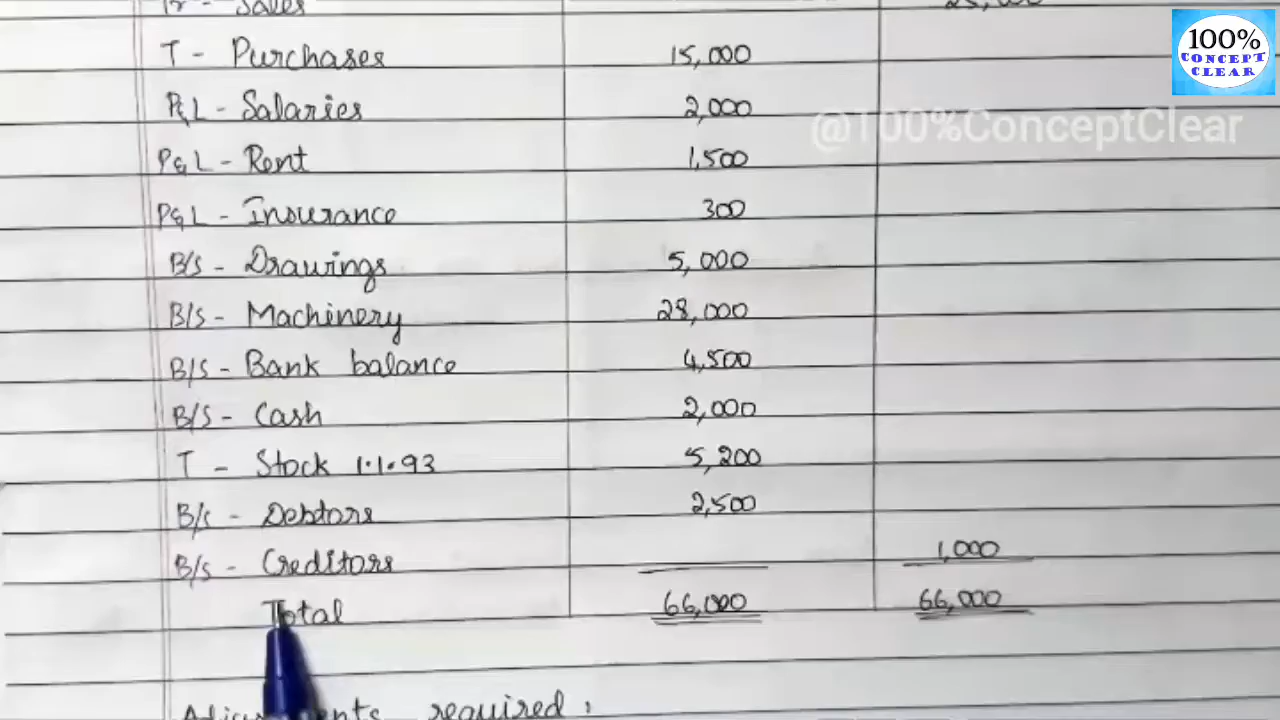 100%
CONCEPT
CLEAR
@100%ConceptClear
T - Purchases 15,000
P&L - Salaries 2,000
P&L - Rent 1,500
P&L - Insurance 300
B/S - Drawings 5,000
B/S - Machinery 28,000
B/S - Bank balance 4,500
B/S - Cash 2,000
T - Stock 1.1.93 5,200
B/S - Debtors 2,500
B/S - Creditors 1,000
Total 66,000 66,000
required :